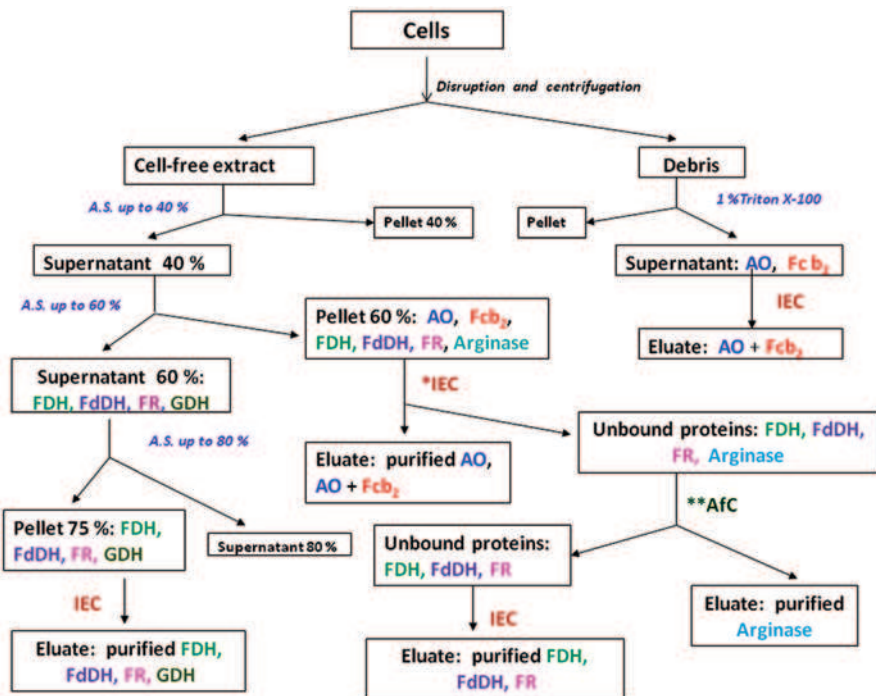 Cells
Disruption and centrifugation
Cell-free extract
Debris
A.S. up to 40 %
1 %Triton X-100
Pellet 40 %
Pellet
Supernatant 40 %
Supernatant: AO, Fcb₂
A.S. up to 60 %
IEC
Pellet 60 %: AO, Fcb₂,
FDH, FdDH, FR, Arginase
Eluate: AO + Fcb₂
Supernatant 60 %:
FDH, FdDH, FR, GDH
*IEC
A.S. up to 80 %
Unbound proteins: FDH, FdDH,
FR, Arginase
Eluate: purified AO,
AO + Fcb₂
**AfC
Pellet 75 %: FDH,
FdDH, FR, GDH
Supernatant 80 %
Unbound proteins:
FDH, FdDH, FR
IEC
IEC
Eluate: purified
Arginase
Eluate: purified FDH,
FdDH, FR, GDH
Eluate: purified FDH,
FdDH, FR